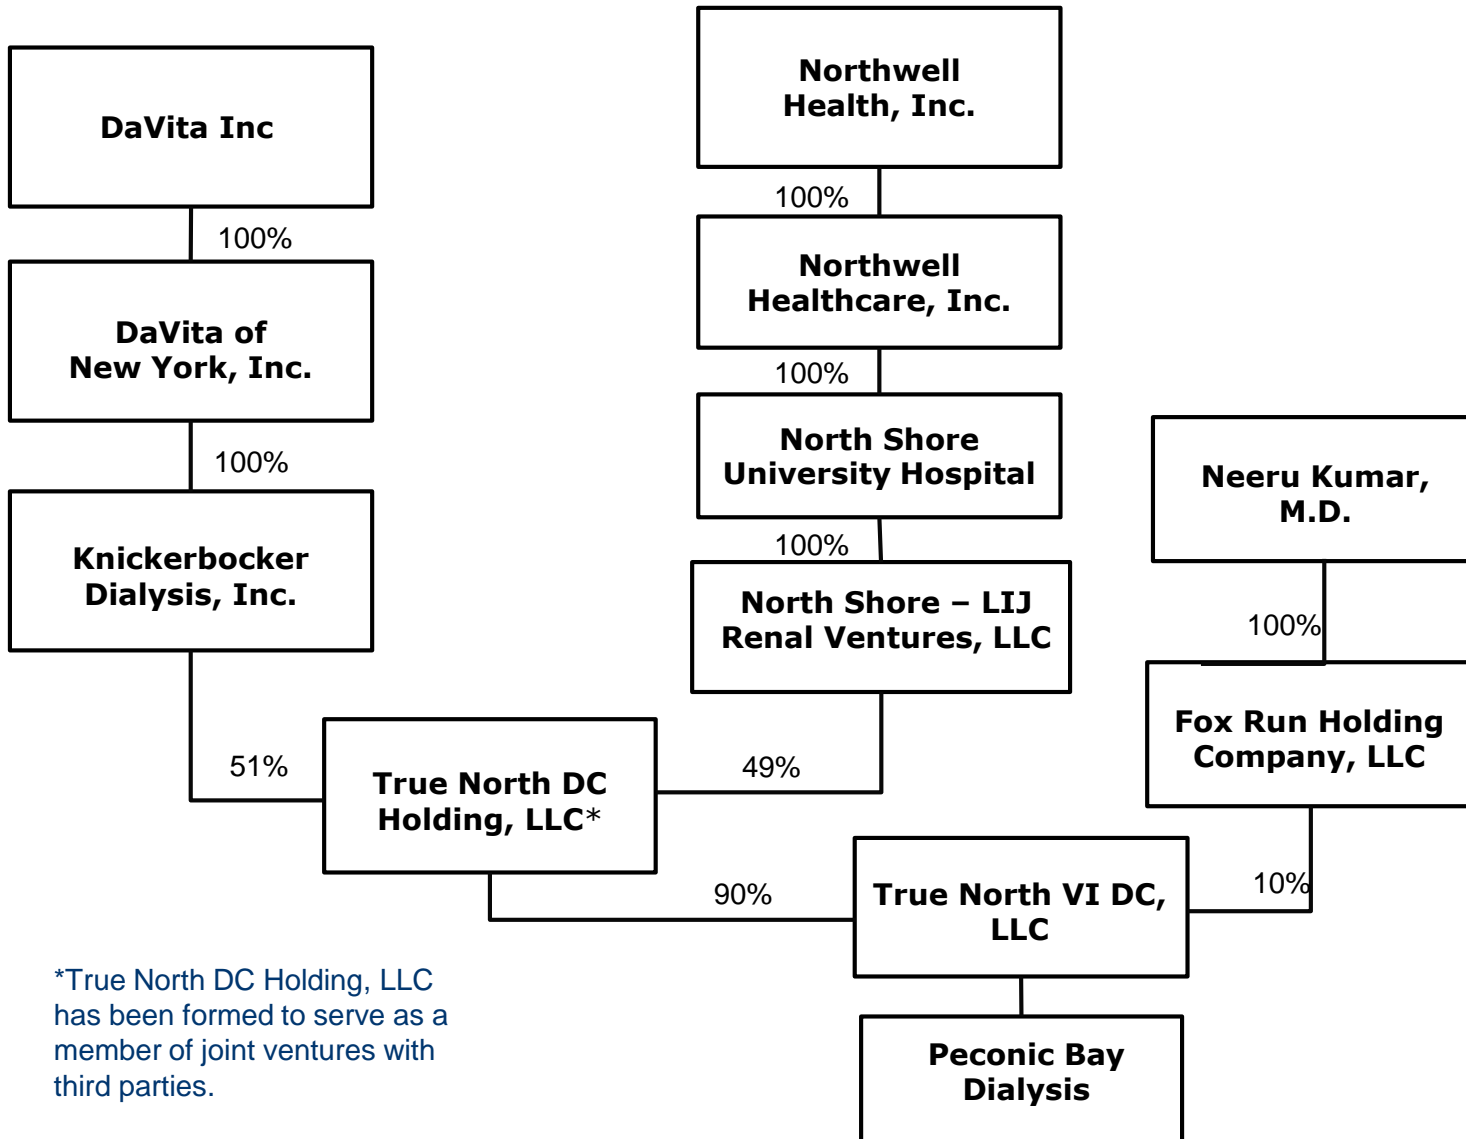 DaVita Inc
100%
DaVita of
New York, Inc.
100%
Knickerbocker
Dialysis, Inc.
51%
Northwell
Health, Inc.
100%
Northwell
Healthcare, Inc.
100%
North Shore
University Hospital
100%
North Shore – LIJ
Renal Ventures, LLC
49%
True North DC
Holding, LLC*
90%
Neeru Kumar,
M.D.
100%
Fox Run Holding
Company, LLC
10%
True North VI DC,
LLC
Peconic Bay
Dialysis
*True North DC Holding, LLC
has been formed to serve as a
member of joint ventures with
third parties.